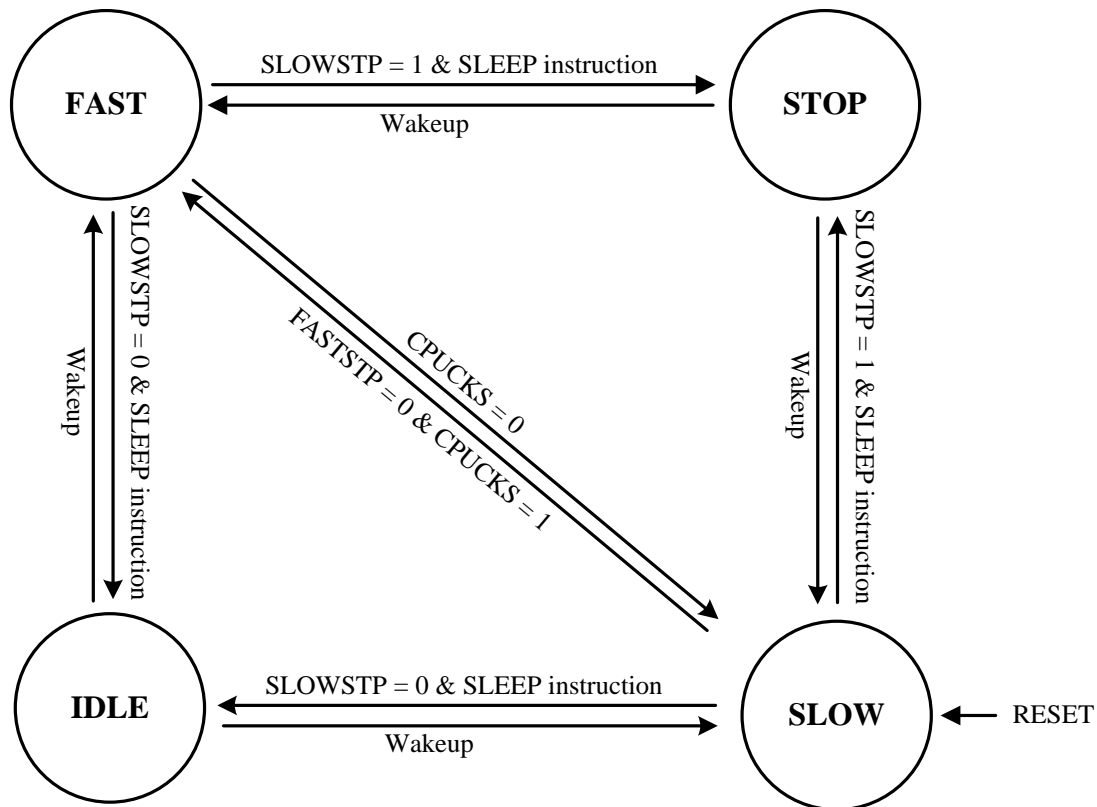 SLOWSTP = 1 & SLEEP instruction
FAST
STOP
Wakeup
SLOWSTP = 0 & SLEEP instruction
Wakeup
CPUCKS = 0
FASTSTP = 0 & CPUCKS = 1
Wakeup
SLOWSTP = 1 & SLEEP instruction
SLOWSTP = 0 & SLEEP instruction
IDLE
SLOW
RESET
Wakeup